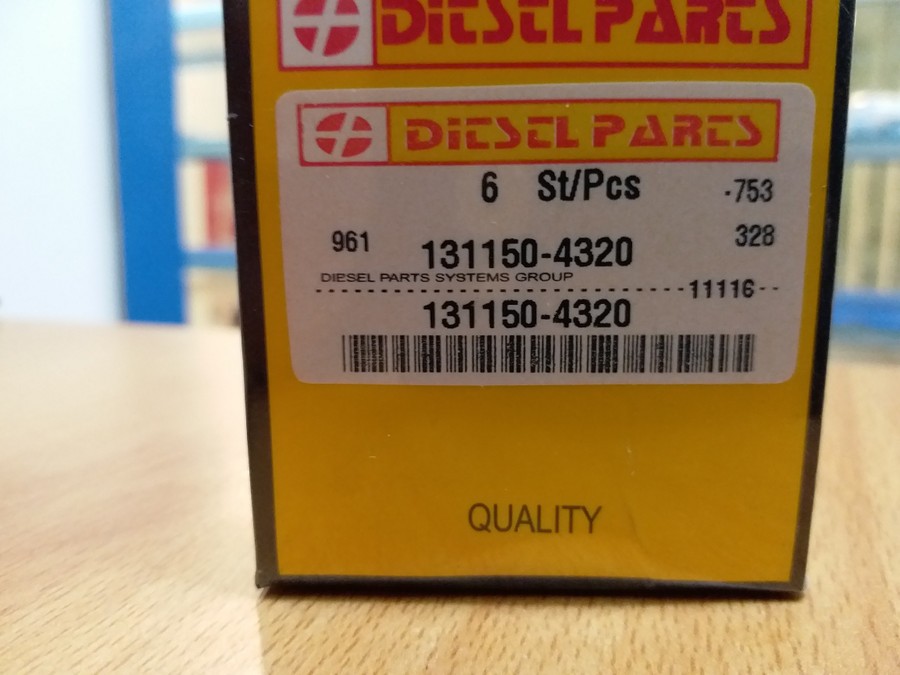 DIESEL PARTS
DIESEL PARTS
6 St/Pcs -753
961 131150-4320 328
DIESEL PARTS SYSTEMS GROUP
11116
131150-4320
QUALITY